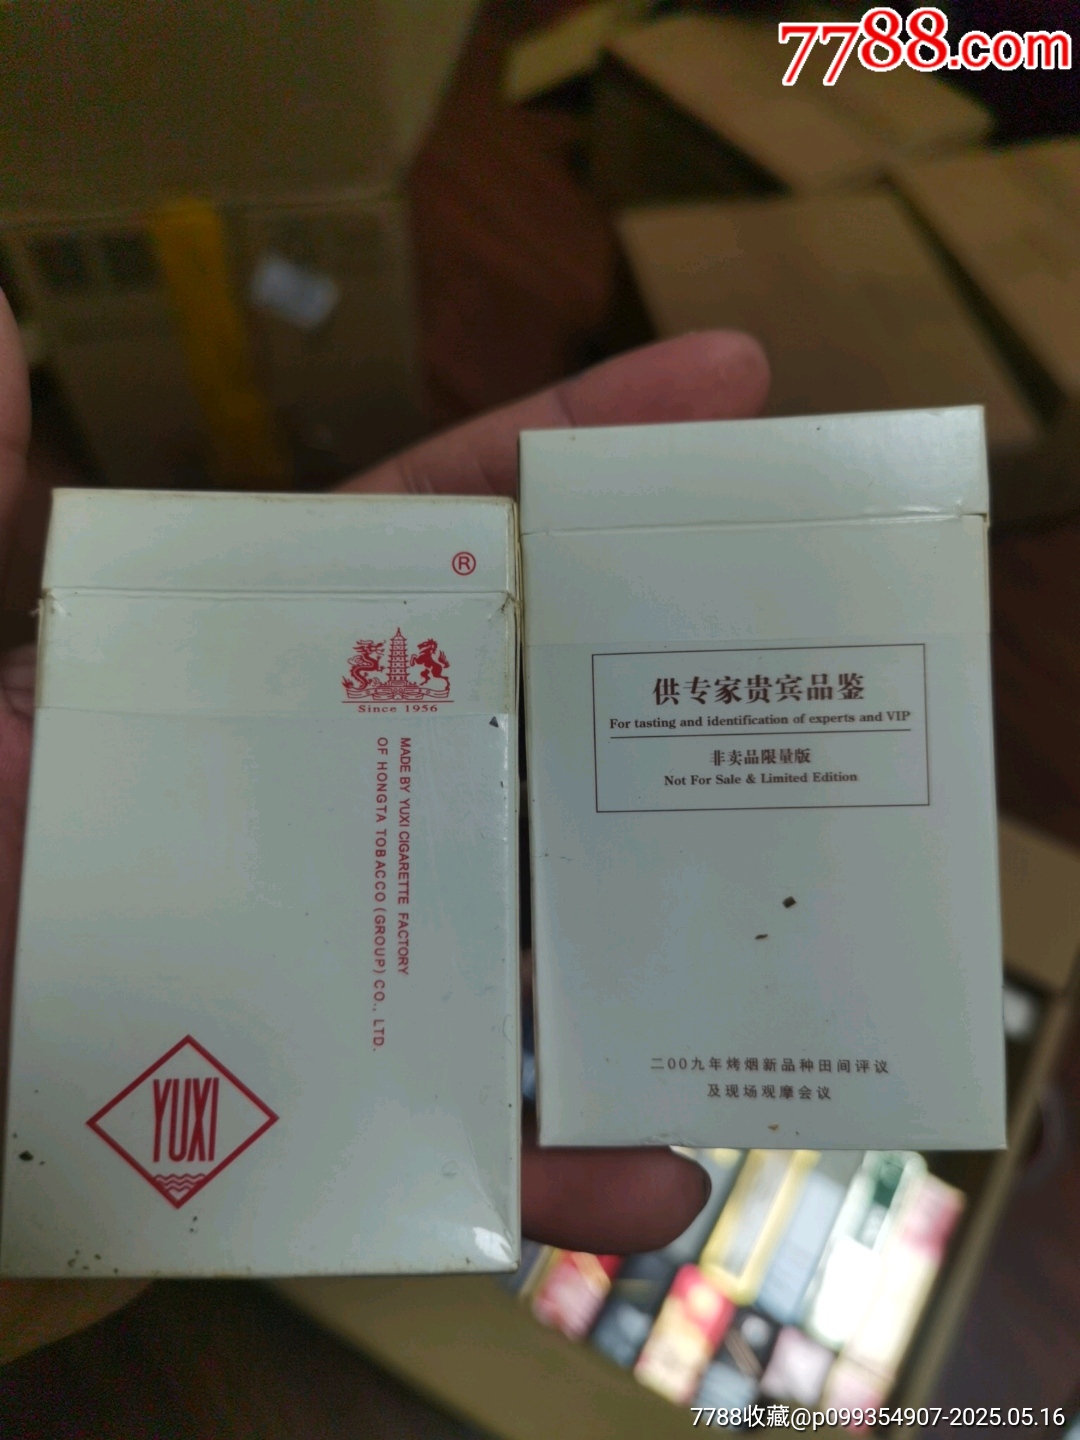 7788.com
®
Since 1956
MADE BY YUXI CIGARETTE FACTORY
OF HONGTA TOBACCO (GROUP) CO., LTD.
YUXI
供专家贵宾品鉴
For tasting and identification of experts and VIP
非卖品限量版
Not For Sale & Limited Edition
二00九年烤烟新品种田间评议
及现场观摩会议
7788收藏@p099354907-2025.05.16